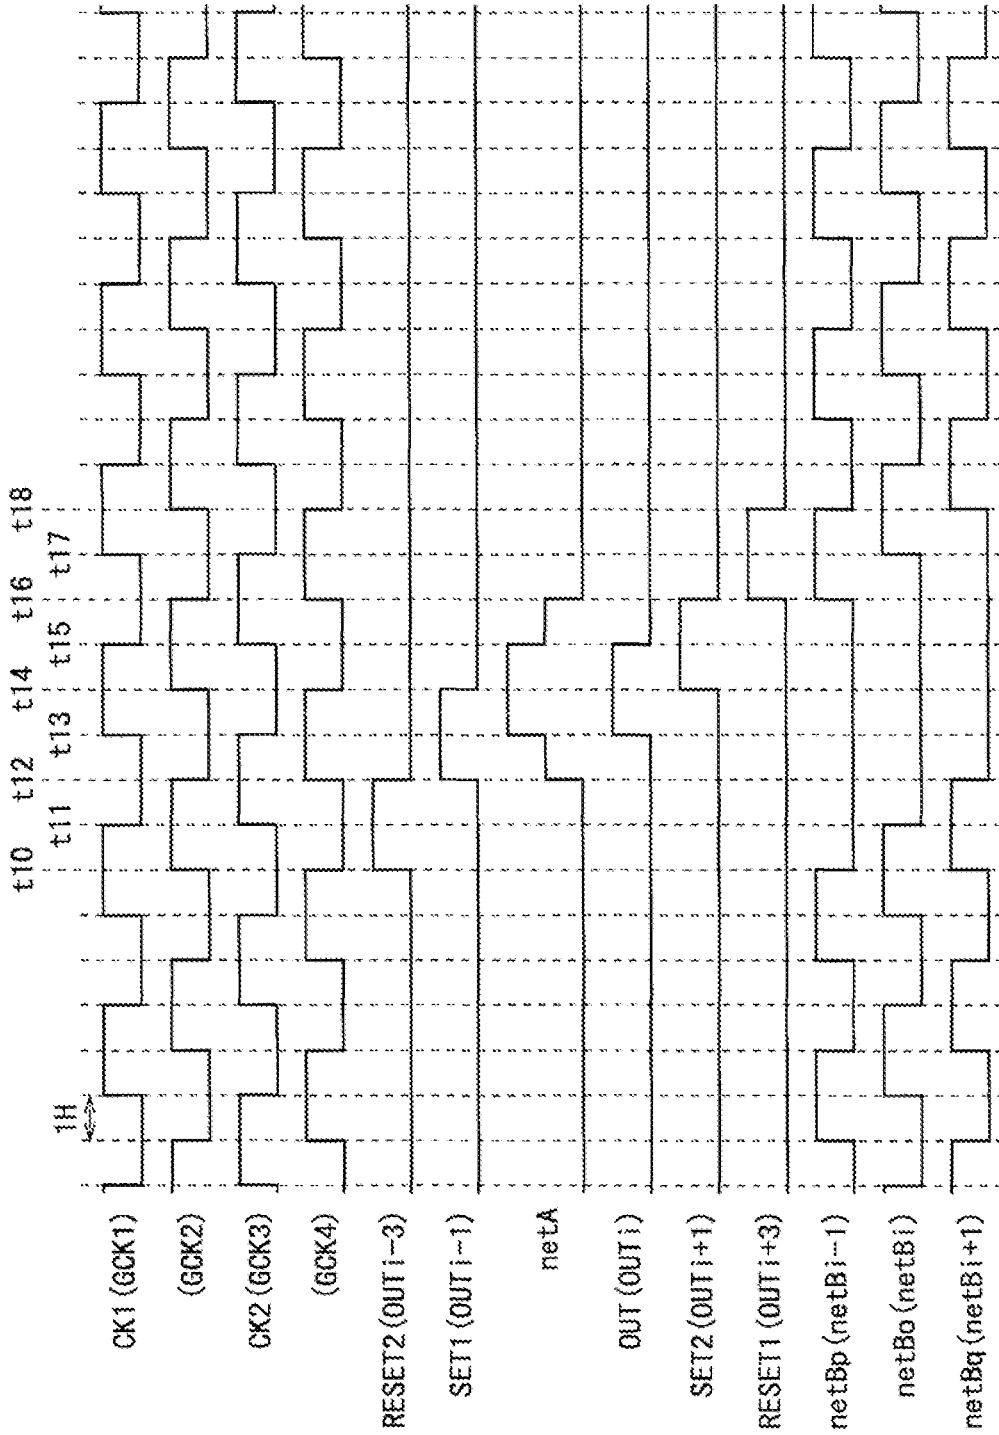 1H
t10
t11
t12
t13
t14
t15
t16
t17
t18
CK1(GCK1)
(GCK2)
CK2(GCK3)
(GCK4)
RESET2(OUTi-3)
SET1(OUTi-1)
netA
OUT(OUTi)
SET2(OUTi+1)
RESET1(OUTi+3)
netBp(netBi-1)
netBo(netBi)
netBq(netBi+1)